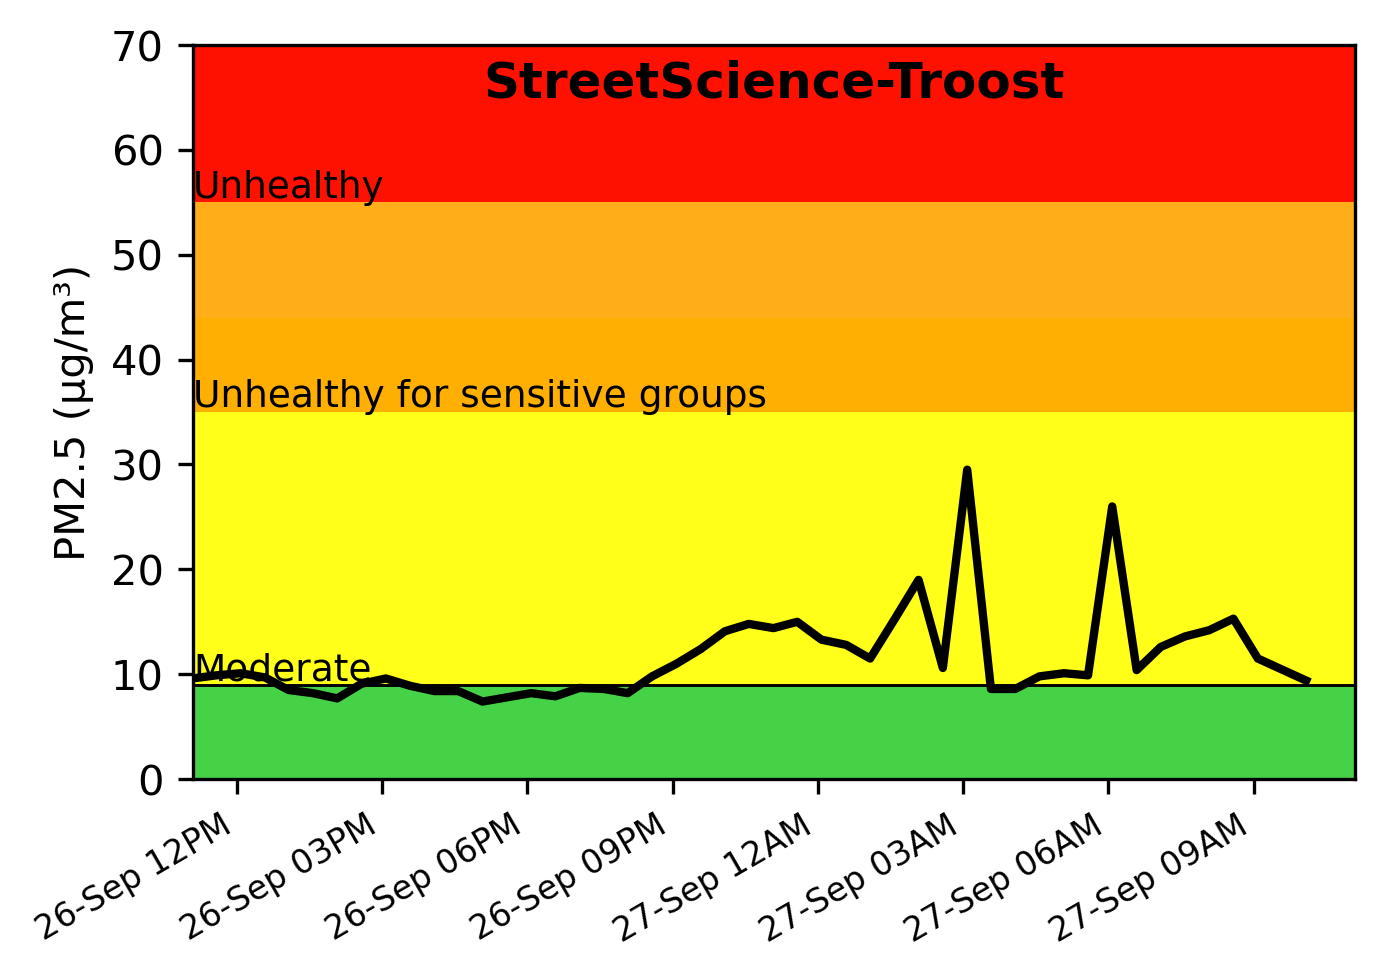 StreetScience-Troost
70
60
50
40
30
20
10
0
PM2.5 (µg/m³)
Unhealthy
Unhealthy for sensitive groups
Moderate
26-Sep 12PM
26-Sep 03PM
26-Sep 06PM
26-Sep 09PM
27-Sep 12AM
27-Sep 03AM
27-Sep 06AM
27-Sep 09AM